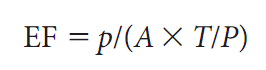 EF = p/(A × T/P)